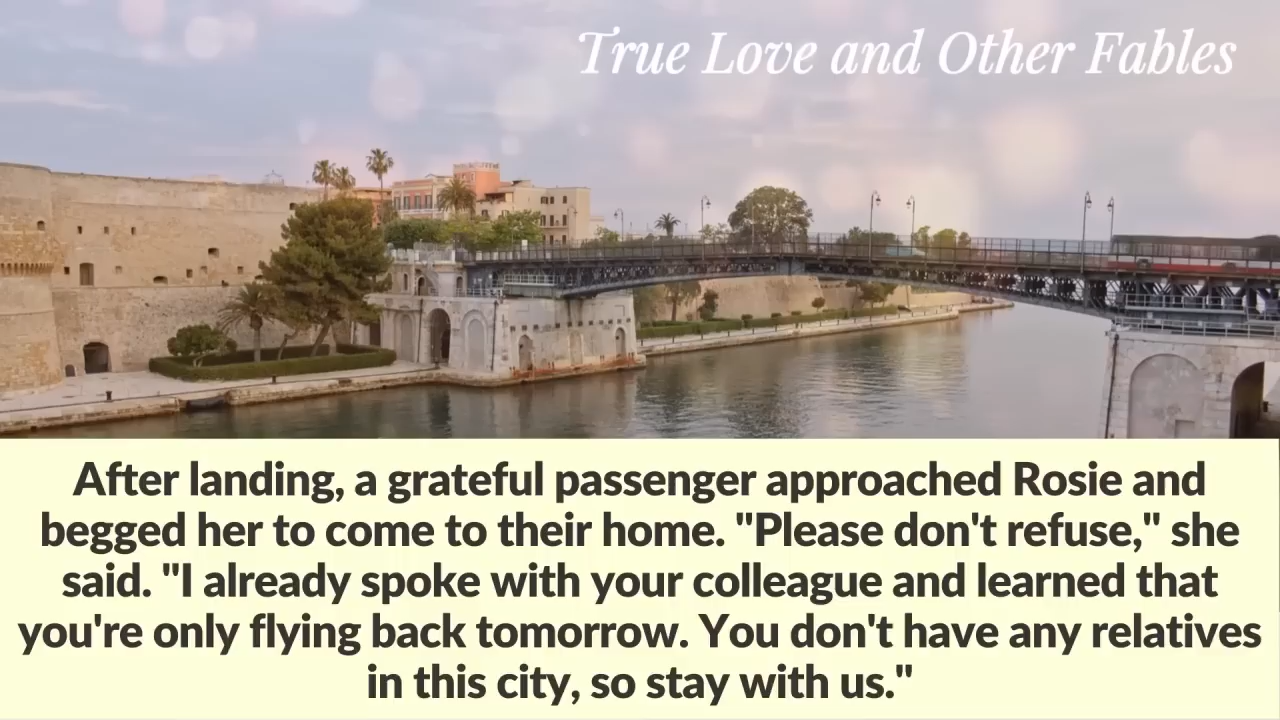 True Love and Other Fables
After landing, a grateful passenger approached Rosie and
begged her to come to their home. "Please don't refuse," she
said. "I already spoke with your colleague and learned that
you're only flying back tomorrow. You don't have any relatives
in this city, so stay with us."